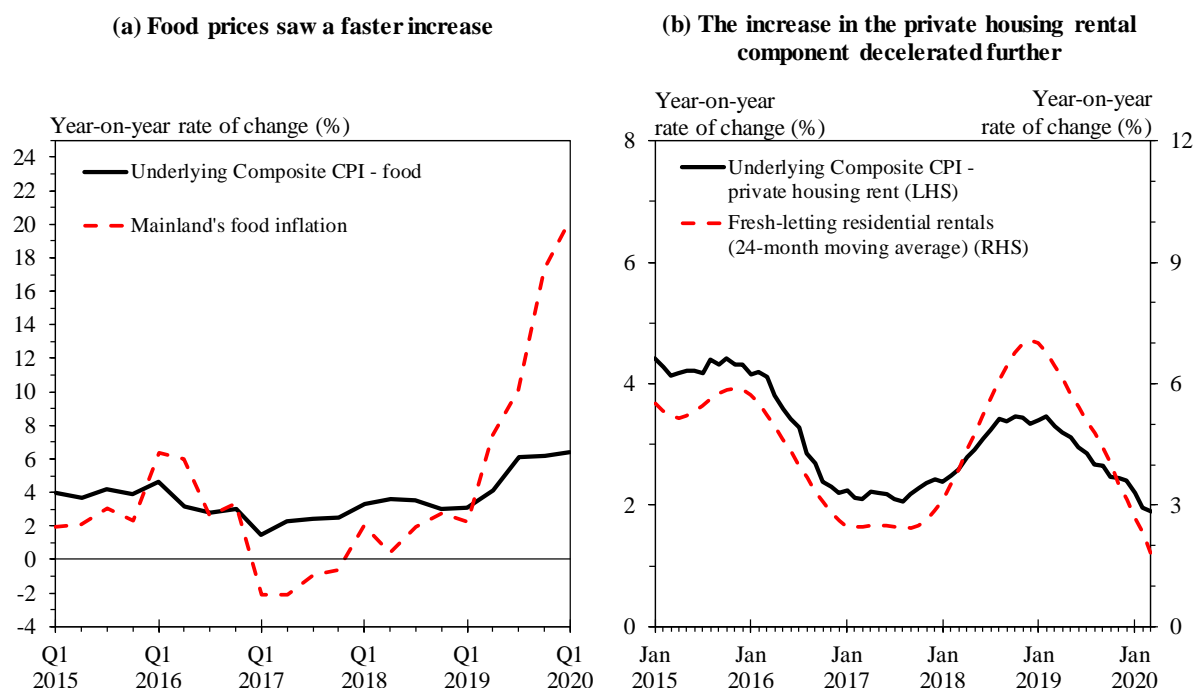 (a) Food prices saw a faster increase
Year-on-year rate of change (%)
24
22
20
18
16
14
12
10
8
6
4
2
0
-2
-4
Underlying Composite CPI - food
Mainland's food inflation
Q1 2015
Q1 2016
Q1 2017
Q1 2018
Q1 2019
Q1 2020
(b) The increase in the private housing rental
component decelerated further
Year-on-year
rate of change (%)
Year-on-year
rate of change (%)
8
6
4
2
0
12
9
6
3
0
Underlying Composite CPI -
private housing rent (LHS)
Fresh-letting residential rentals
(24-month moving average) (RHS)
Jan 2015
Jan 2016
Jan 2017
Jan 2018
Jan 2019
Jan 2020